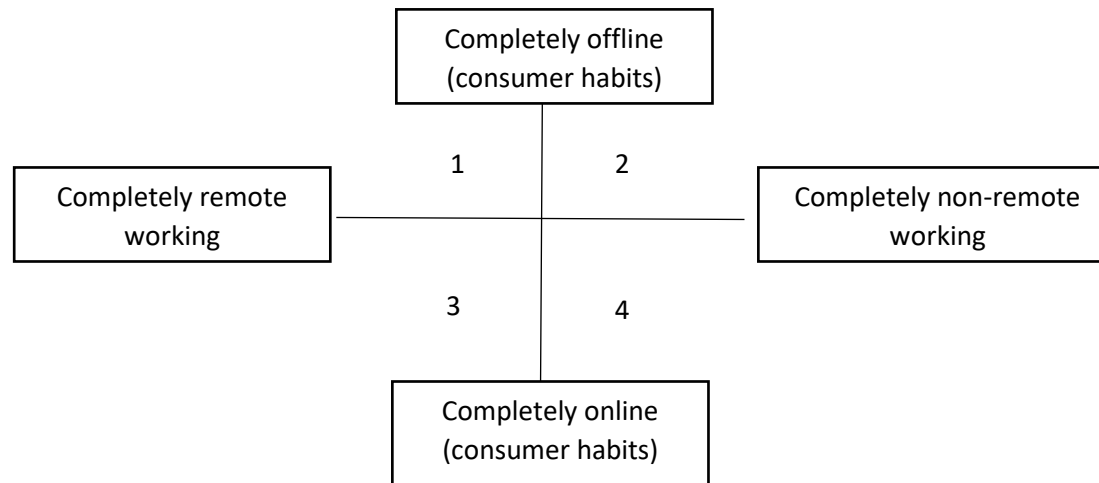 Completely offline
(consumer habits)
1
2
Completely remote
working
Completely non-remote
working
3
4
Completely online
(consumer habits)